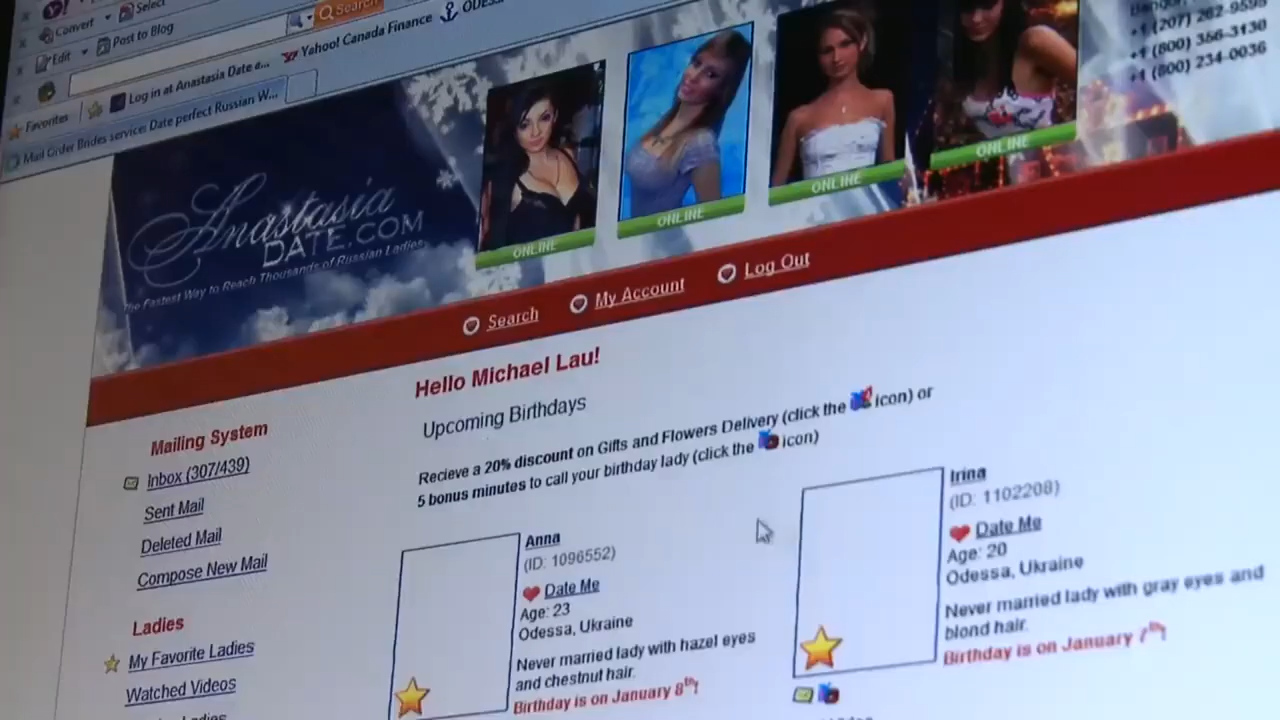 Convert
Select
Search
Edit
Post to Blog
Yahoo! Canada Finance
Favorites
Log in at Anastasia Date e...
Mail Order Brides services Date perfect Russian W...
+1 (207) 262-9595
+1 (800) 356-3130
+1 (800) 234-0036
Anastasia
DATE.COM
The Fastest Way to Reach Thousands of Russian Ladies
ONLINE
ONLINE
ONLINE
ONLINE
Search
My Account
Log Out
Hello Michael Lau!
Upcoming Birthdays
Recieve a 20% discount on Gifts and Flowers Delivery (click the icon) or
5 bonus minutes to call your birthday lady (click the icon)
Mailing System
Inbox (307/439)
Sent Mail
Deleted Mail
Compose New Mail
Ladies
My Favorite Ladies
Watched Videos
Anna
(ID: 1096552)
Date Me
Age: 23
Odessa, Ukraine
Never married lady with hazel eyes
and chestnut hair.
Birthday is on January 8th!
Irina
(ID: 1102208)
Date Me
Age: 20
Odessa, Ukraine
Never married lady with gray eyes and
blond hair.
Birthday is on January 7th!